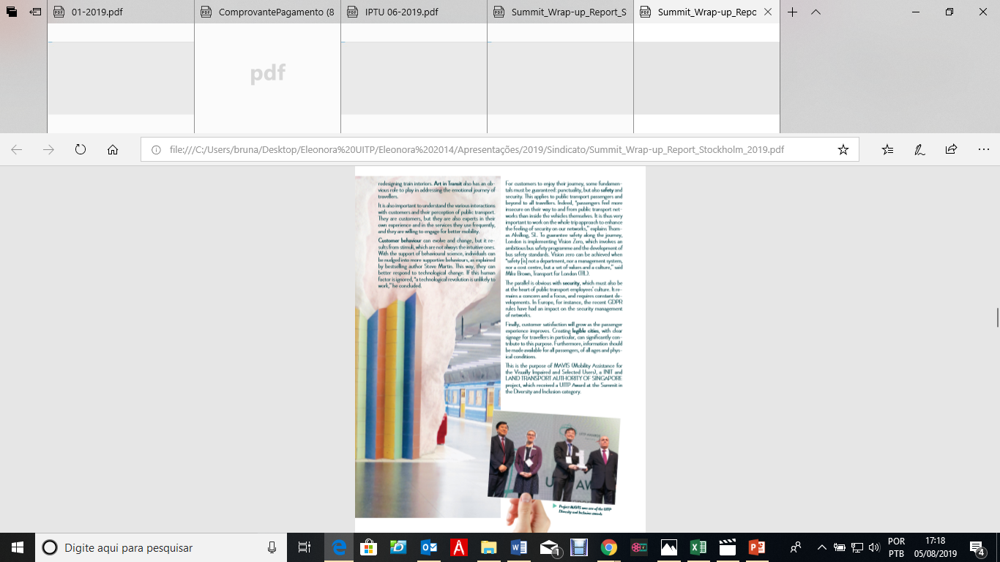 01-2019.pdf
ComprovantePagamento (8
IPTU 06-2019.pdf
Summit_Wrap-up_Report_S
Summit_Wrap-up_Repo
pdf
file:///C:/Users/bruna/Desktop/Eleonora%20UITP/Eleonora%202014/Apresentações/2019/Sindicato/Summit_Wrap-up_Report_Stockholm_2019.pdf
redesigning train interiors. Art in Transit also has an ob-
vious role to play in addressing the emotional journey of
travellers.
It is also important to understand the various interactions
with customers and their perception of public transport.
They are customers, but they are also experts in their
own experience and in the services they use frequently,
and they are willing to engage for better mobility.
Customer behaviour can evolve and change, but it re-
sults from stimuli, which are not always the intuitive ones.
With the support of behavioural science, individuals can
be nudged into more supportive behaviours, as explained
by bestselling author Steve Martin. This way, they can
better respond to technological change. If this human
factor is ignored, “a technological revolution is unlikely to
work,” he concluded.
For customers to enjoy their journey, some fundamen-
tals must be guaranteed: punctuality, but also safety and
security. This applies to public transport passengers and
beyond to all travellers. Indeed, “passengers feel more
insecure on their way to and from public transport net-
works than inside the vehicles themselves. It is thus very
important to work on the whole trip approach to enhance
the feeling of security on our networks,” explains Thom-
as Ahlskog, SL. To guarantee safety along the journey,
London is implementing Vision Zero, which involves an
ambitious bus safety programme and the development of
bus safety standards. Vision zero can be achieved when
“safety [is] not a department, nor a management system,
nor a cost centre, but a set of values and a culture,” said
Mike Brown, Transport for London (TfL).
The parallel is obvious with security, which must also be
at the heart of public transport employees’ culture. It re-
mains a concern and a focus, and requires constant de-
velopments. In Europe, for instance, the recent GDPR
rules have had an impact on the security management
of networks.
Finally, customer satisfaction will grow as the passenger
experience improves. Creating legible cities, with clear
signage for travellers in particular, can significantly con-
tribute to this purpose. Furthermore, information should
be made available for all passengers, of all ages and phys-
ical conditions.
This is the purpose of MAVIS (Mobility Assistance for
the Visually Impaired and Selected Users), a INIT and
LAND TRANSPORT AUTHORITY OF SINGAPORE
project, which received a UITP Award at the Summit in
the Diversity and Inclusion category.
UITP AWARDS
Project MAVIS won one of the UITP
Diversity and Inclusion awards
Digite aqui para pesquisar
1
POR
PTB
17:18
05/08/2019
4